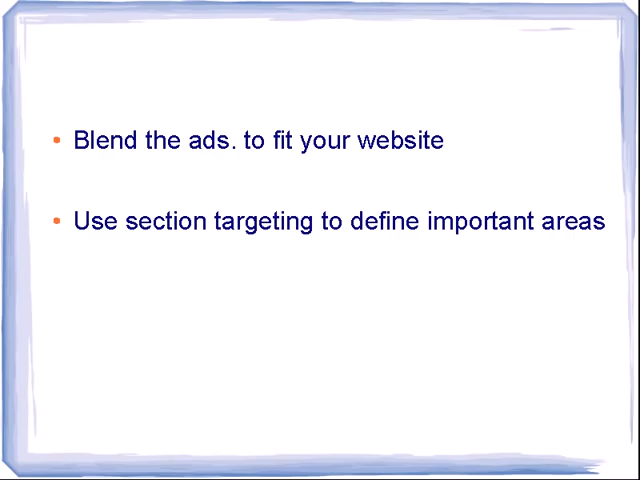 • Blend the ads. to fit your website
• Use section targeting to define important areas